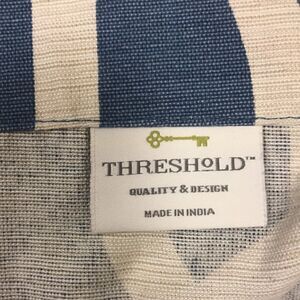 THRESHOLD™
QUALITY & DESIGN
MADE IN INDIA